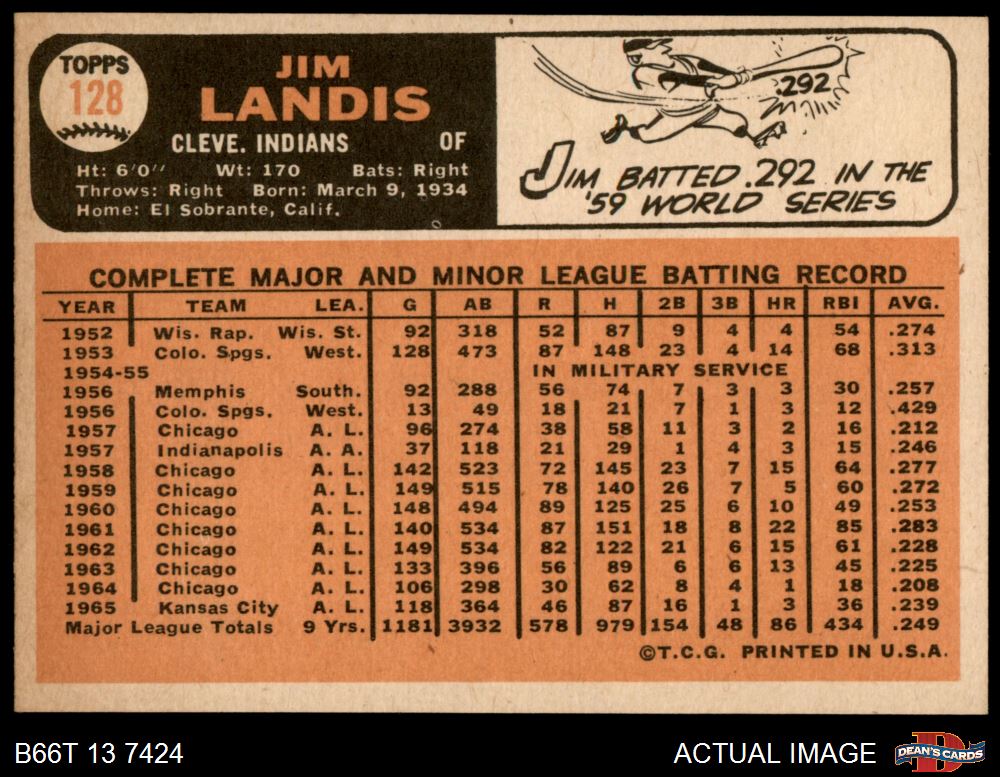 TOPPS
128
JIM
LANDIS
CLEVE. INDIANS OF
Ht: 6'0'' Wt: 170 Bats: Right
Throws: Right Born: March 9, 1934
Home: El Sobrante, Calif.
.292
JIM BATTED .292 IN THE
'59 WORLD SERIES
COMPLETE MAJOR AND MINOR LEAGUE BATTING RECORD
YEAR TEAM LEA. G AB R H 2B 3B HR RBI AVG.
1952 Wis. Rap. Wis. St. 92 318 52 87 9 4 4 54 .274
1953 Colo. Spgs. West. 128 473 87 148 23 4 14 68 .313
1954-55 IN MILITARY SERVICE
1956 Memphis South. 92 288 56 74 7 3 3 30 .257
1956 Colo. Spgs. West. 13 49 18 21 7 1 3 12 .429
1957 Chicago A. L. 96 274 38 58 11 3 2 16 .212
1957 Indianapolis A. A. 37 118 21 29 1 4 3 15 .246
1958 Chicago A. L. 142 523 72 145 23 7 15 64 .277
1959 Chicago A. L. 149 515 78 140 26 7 5 60 .272
1960 Chicago A. L. 148 494 89 125 25 6 10 49 .253
1961 Chicago A. L. 140 534 87 151 18 8 22 85 .283
1962 Chicago A. L. 149 534 82 122 21 6 15 61 .228
1963 Chicago A. L. 133 396 56 89 6 6 13 45 .225
1964 Chicago A. L. 106 298 30 62 8 4 1 18 .208
1965 Kansas City A. L. 118 364 46 87 16 1 3 36 .239
Major League Totals 9 Yrs. 1181 3932 578 979 154 48 86 434 .249
©T.C.G. PRINTED IN U.S.A.
B66T 13 7424 ACTUAL IMAGE
DEAN'S CARDS